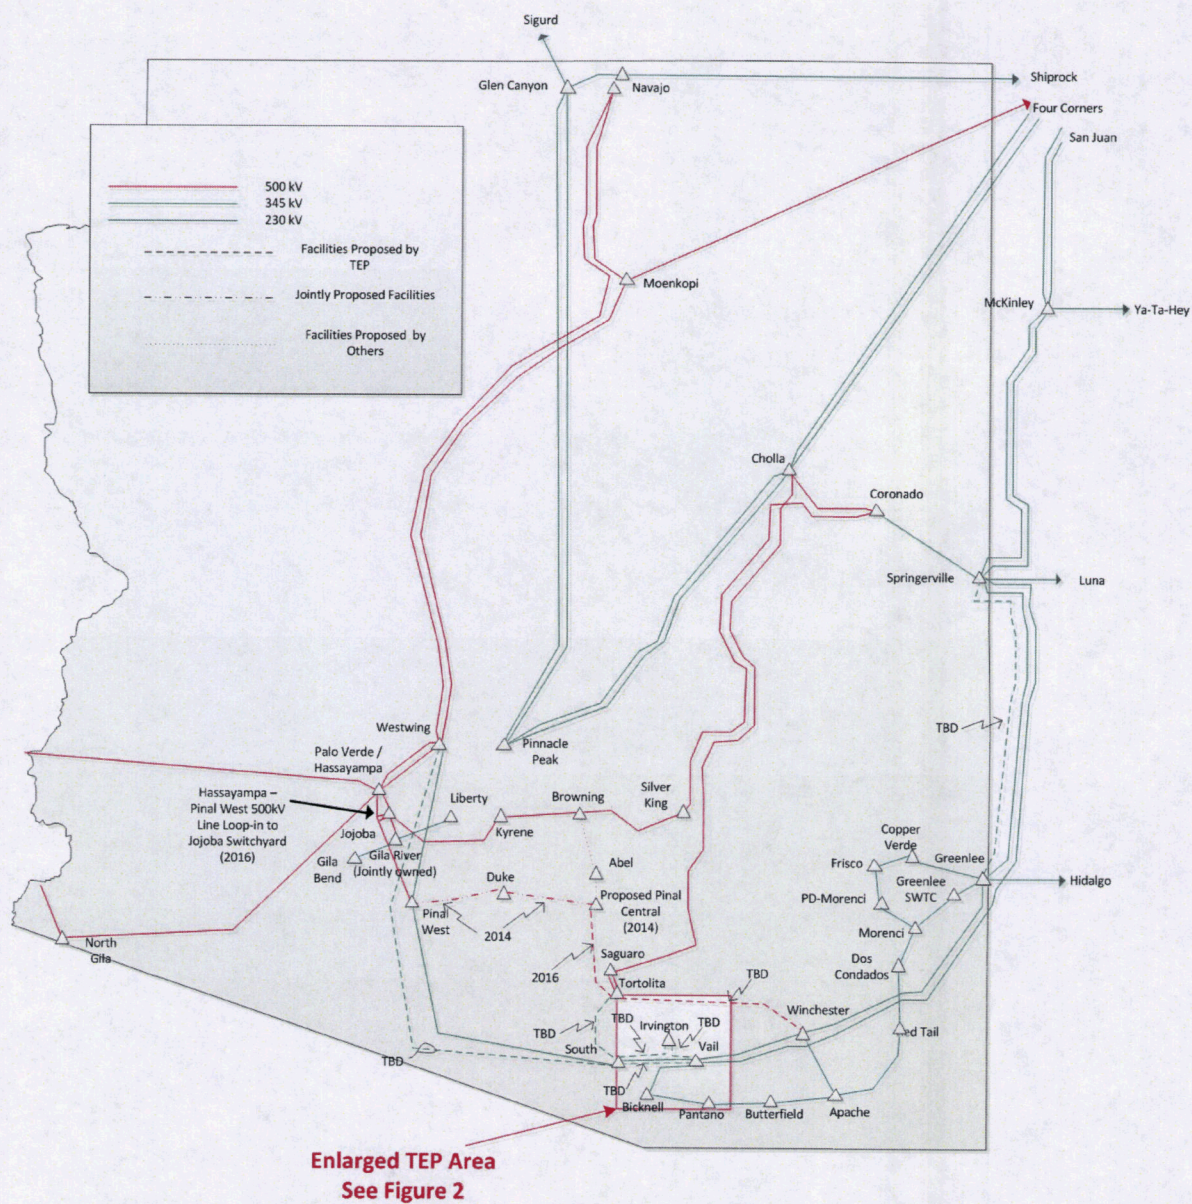 Sigurd
Glen Canyon
Navajo
Shiprock
Four Corners
San Juan
500 kV
345 kV
230 kV
Facilities Proposed by
TEP
Jointly Proposed Facilities
Facilities Proposed by
Others
Moenkopi
McKinley
Ya-Ta-Hey
Cholla
Coronado
Springerville
Luna
TBD
Westwing
Pinnacle
Peak
Palo Verde /
Hassayampa
Hassayampa –
Pinal West 500kV
Line Loop-in to
Jojoba Switchyard
(2016)
Jojoba
Liberty
Kyrene
Browning
Silver
King
Gila
Bend
Gila River
(Jointly owned)
Copper
Verde
Frisco
Greenlee
Greenlee
SWTC
Hidalgo
PD-Morenci
Morenci
Dos
Condados
Abel
Duke
Proposed Pinal
Central
(2014)
Pinal
West
2014
North
Gila
Saguaro
2016
Tortolita
TBD
Winchester
ed Tail
TBD
TBD
Irvington
TBD
South
Vail
TBD
TBD
Bicknell
Pantano
Butterfield
Apache
Enlarged TEP Area
See Figure 2